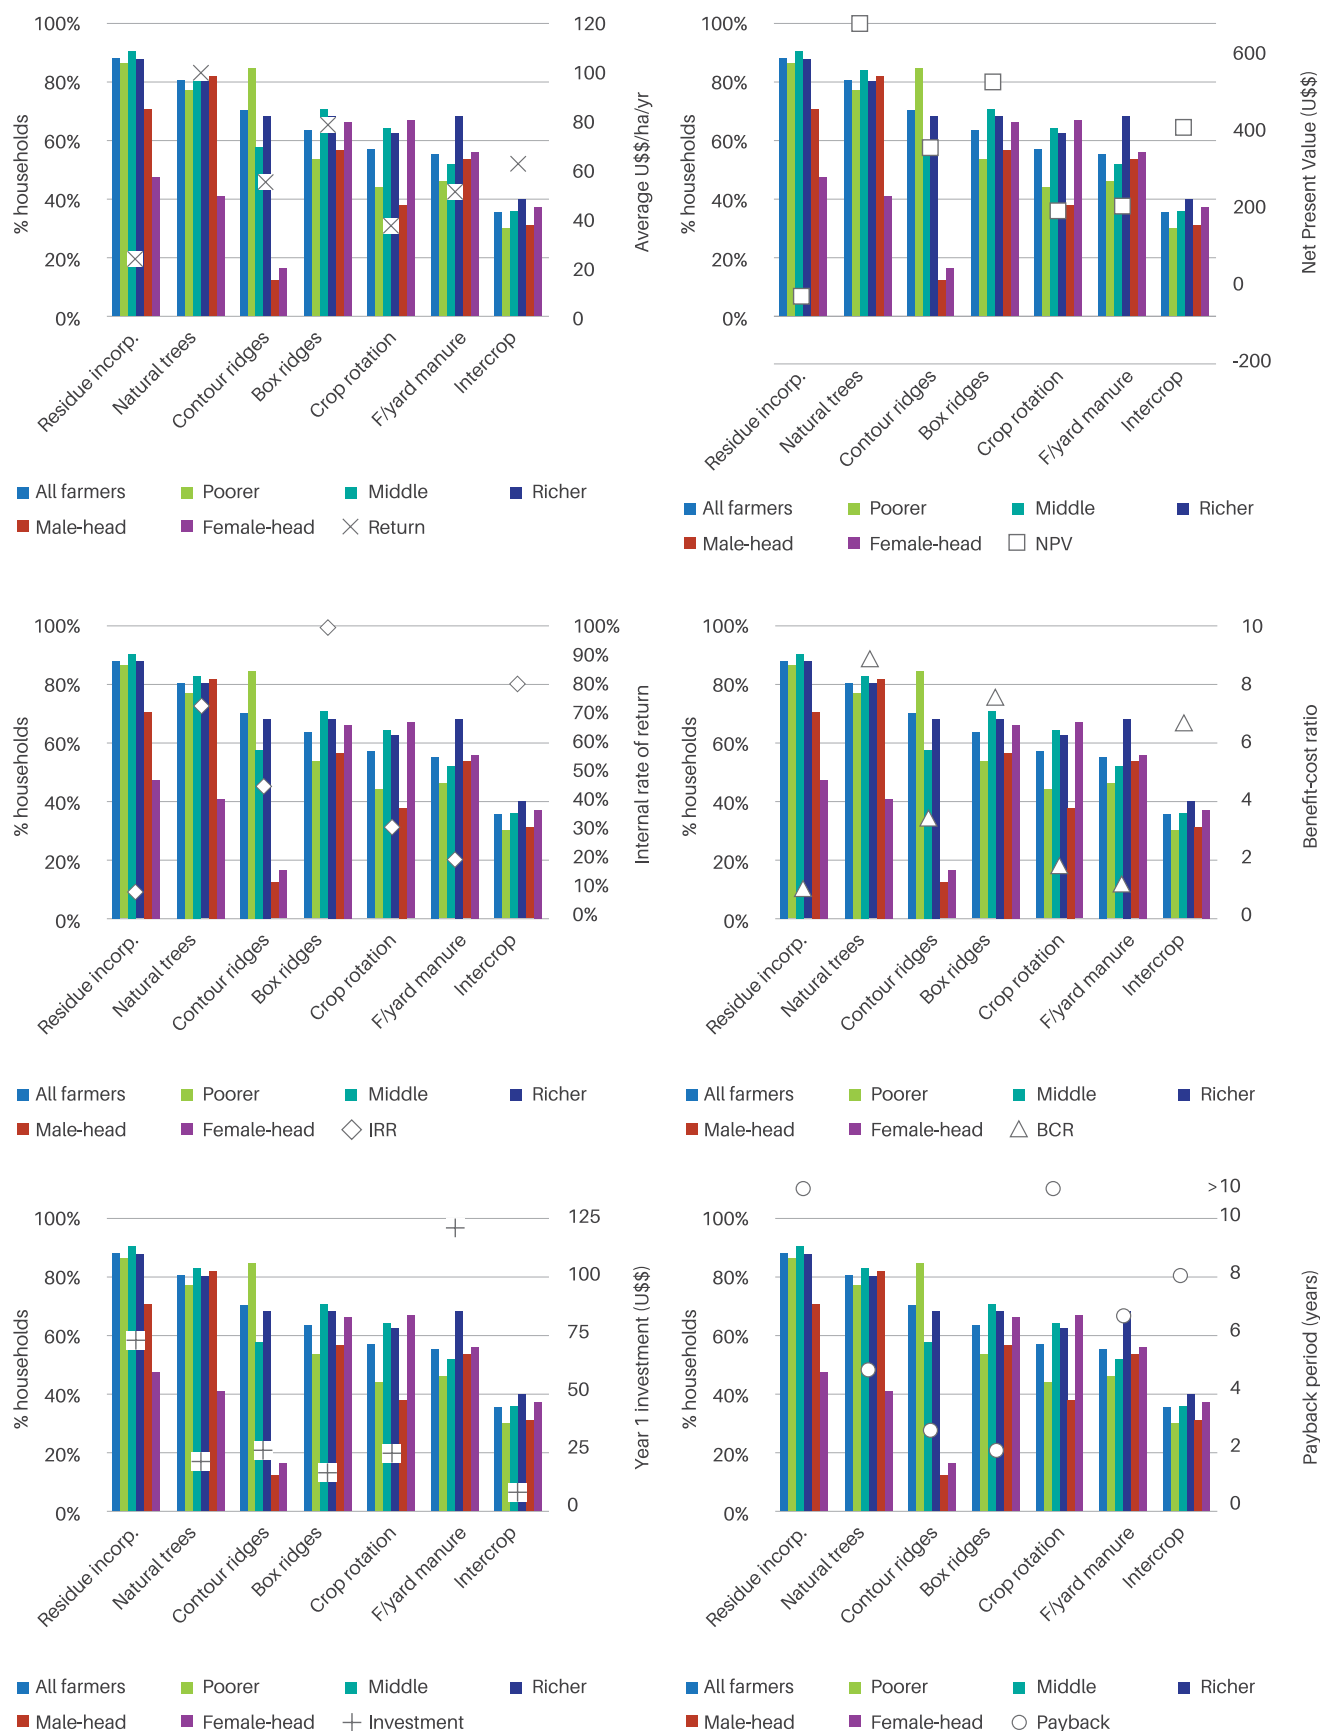 100%
80%
60%
40%
20%
0%
% households
120
100
80
60
40
20
0
Average U$$/ha/yr
Residue incorp.
Natural trees
Contour ridges
Box ridges
Crop rotation
F/yard manure
Intercrop
All farmers Poorer Middle Richer
Male-head Female-head Return
100%
80%
60%
40%
20%
0%
% households
600
400
200
0
-200
Net Present Value (U$$)
Residue incorp.
Natural trees
Contour ridges
Box ridges
Crop rotation
F/yard manure
Intercrop
All farmers Poorer Middle Richer
Male-head Female-head NPV
100%
80%
60%
40%
20%
0%
% households
100%
90%
80%
70%
60%
50%
40%
30%
20%
10%
0%
Internal rate of return
Residue incorp.
Natural trees
Contour ridges
Box ridges
Crop rotation
F/yard manure
Intercrop
All farmers Poorer Middle Richer
Male-head Female-head IRR
100%
80%
60%
40%
20%
0%
% households
10
8
6
4
2
0
Benefit-cost ratio
Residue incorp.
Natural trees
Contour ridges
Box ridges
Crop rotation
F/yard manure
Intercrop
All farmers Poorer Middle Richer
Male-head Female-head BCR
100%
80%
60%
40%
20%
0%
% households
125
100
75
50
25
0
Year 1 investment (U$$)
Residue incorp.
Natural trees
Contour ridges
Box ridges
Crop rotation
F/yard manure
Intercrop
All farmers Poorer Middle Richer
Male-head Female-head Investment
100%
80%
60%
40%
20%
0%
% households
>10
10
8
6
4
2
0
Payback period (years)
Residue incorp.
Natural trees
Contour ridges
Box ridges
Crop rotation
F/yard manure
Intercrop
All farmers Poorer Middle Richer
Male-head Female-head Payback